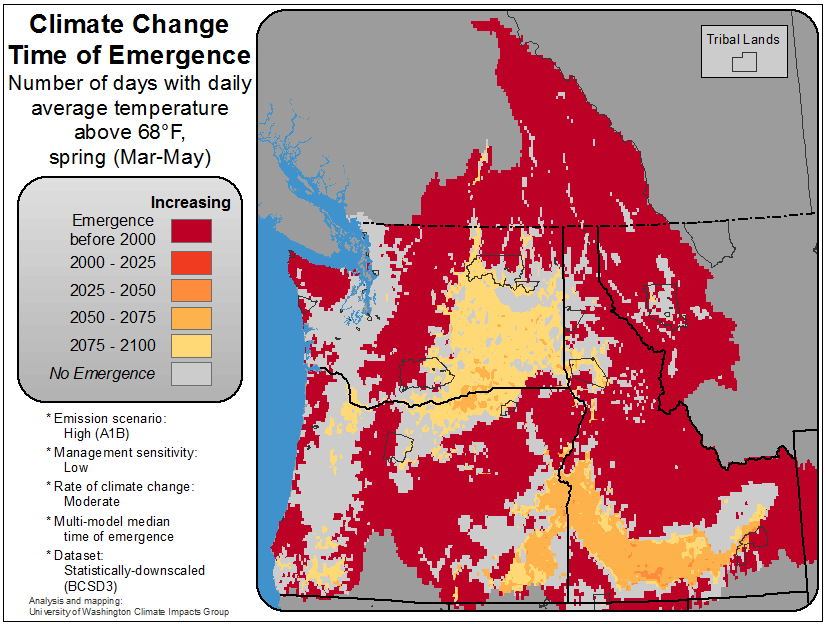 Climate Change
Time of Emergence
Number of days with daily
average temperature
above 68°F,
spring (Mar-May)
Increasing
Emergence
before 2000
2000 - 2025
2025 - 2050
2050 - 2075
2075 - 2100
No Emergence
* Emission scenario:
High (A1B)
* Management sensitivity:
Low
* Rate of climate change:
Moderate
* Multi-model median
time of emergence
* Dataset:
Statistically-downscaled
(BCSD3)
Analysis and mapping:
University of Washington Climate Impacts Group
Tribal Lands